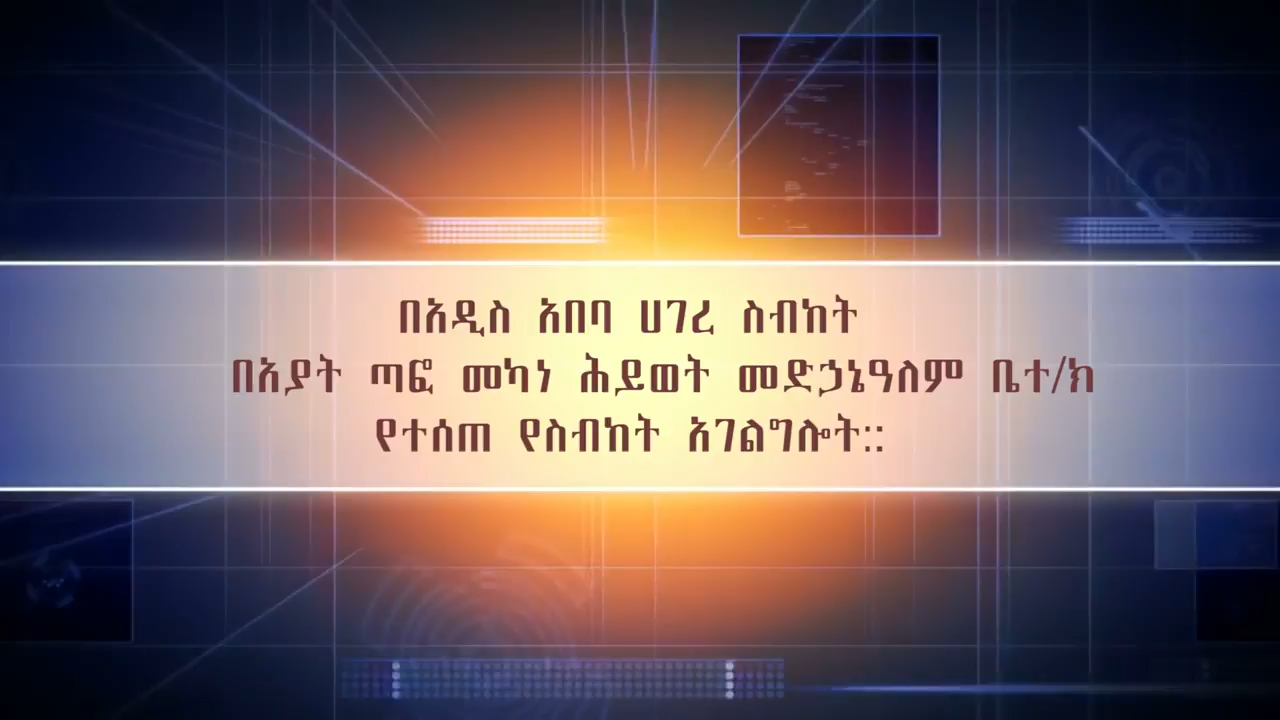 በአዲስ አበባ ሀገረ ስብከት
በአያት ጣፎ መካነ ሕይወት መድኃኔዓለም ቤተ/ክ
የተሰጠ የስብከት አገልግሎት::